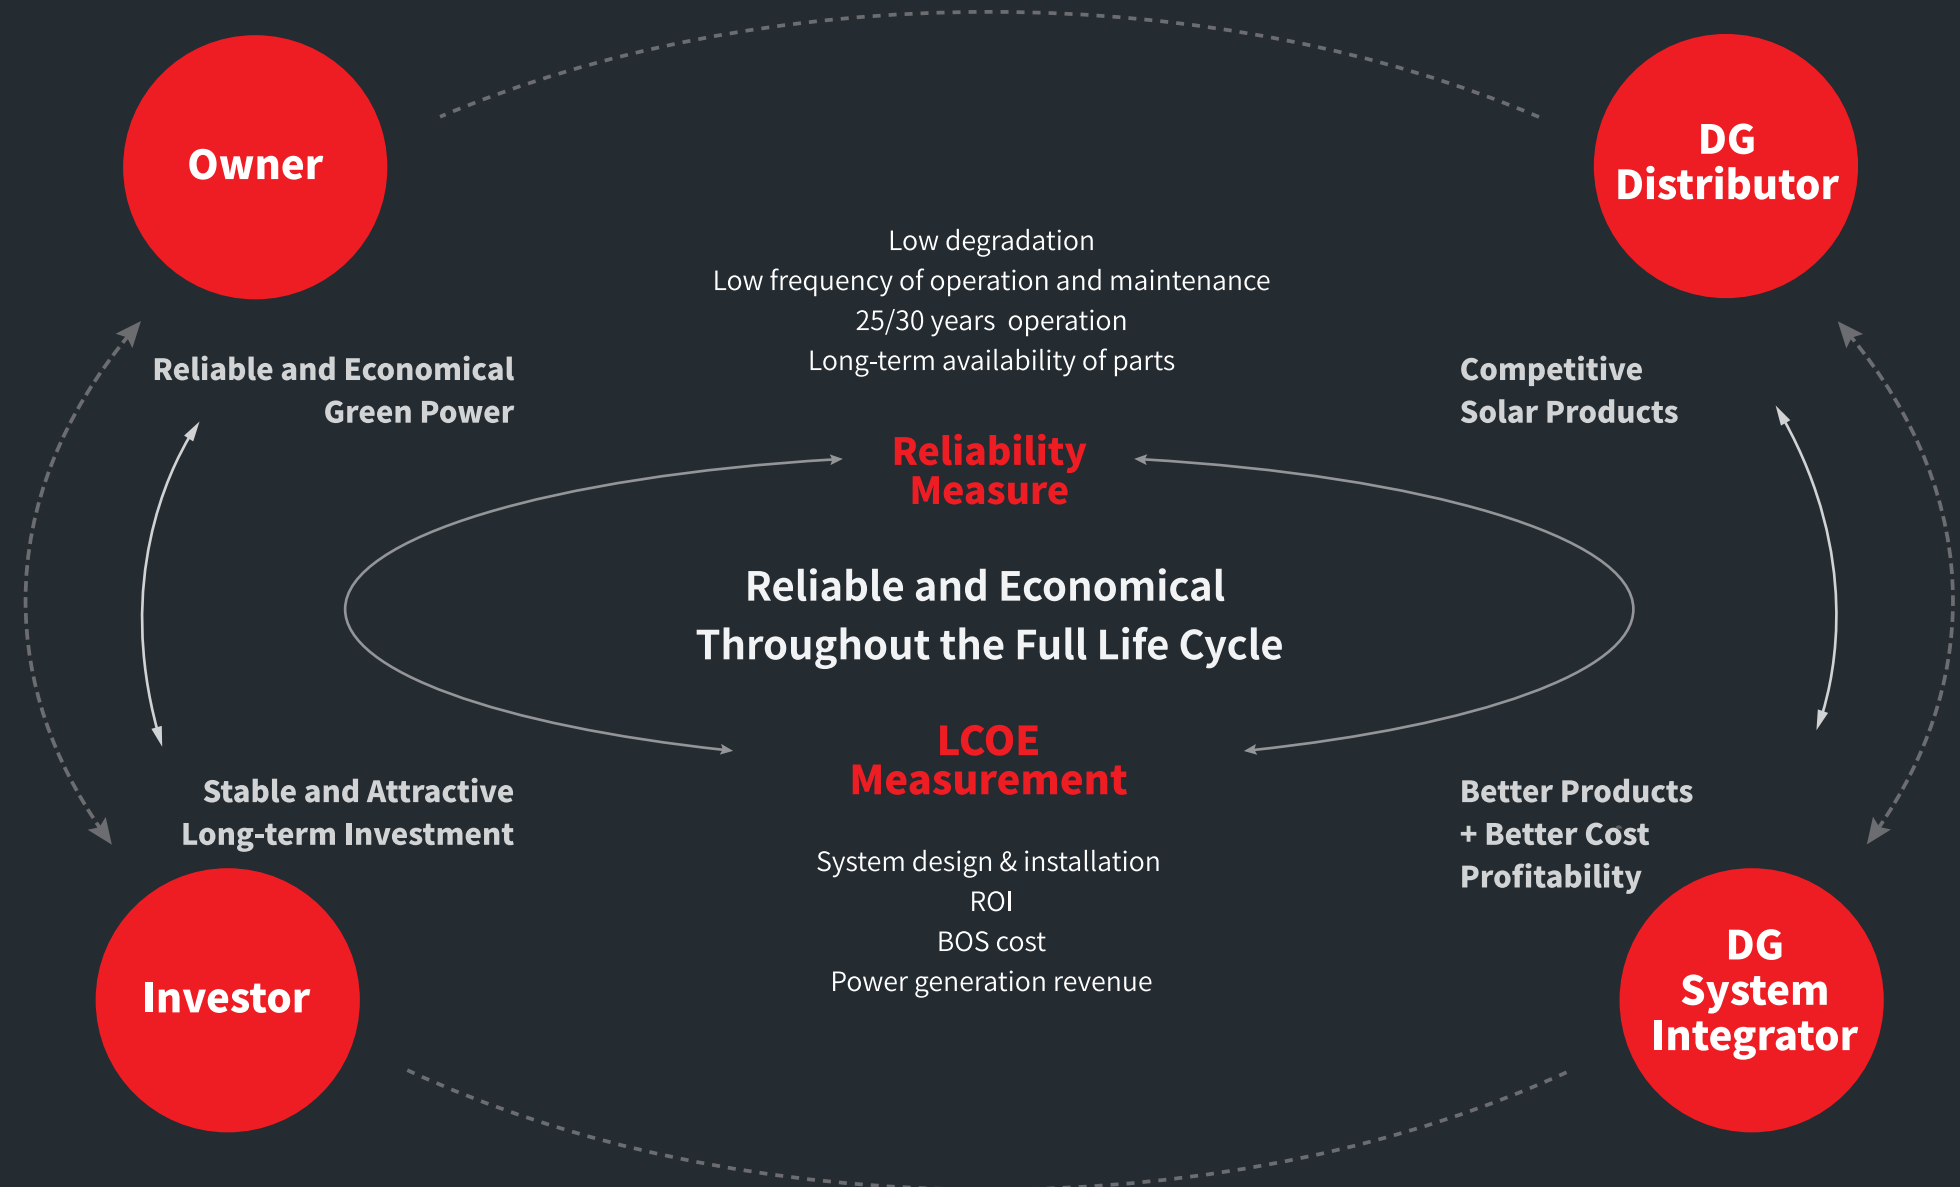 Owner
DG
Distributor
Low degradation
Low frequency of operation and maintenance
25/30 years operation
Long-term availability of parts
Reliable and Economical
Green Power
Competitive
Solar Products
Reliability
Measure
Reliable and Economical
Throughout the Full Life Cycle
LCOE
Measurement
Stable and Attractive
Long-term Investment
Better Products
+ Better Cost
Profitability
System design & installation
ROI
BOS cost
Power generation revenue
Investor
DG
System
Integrator